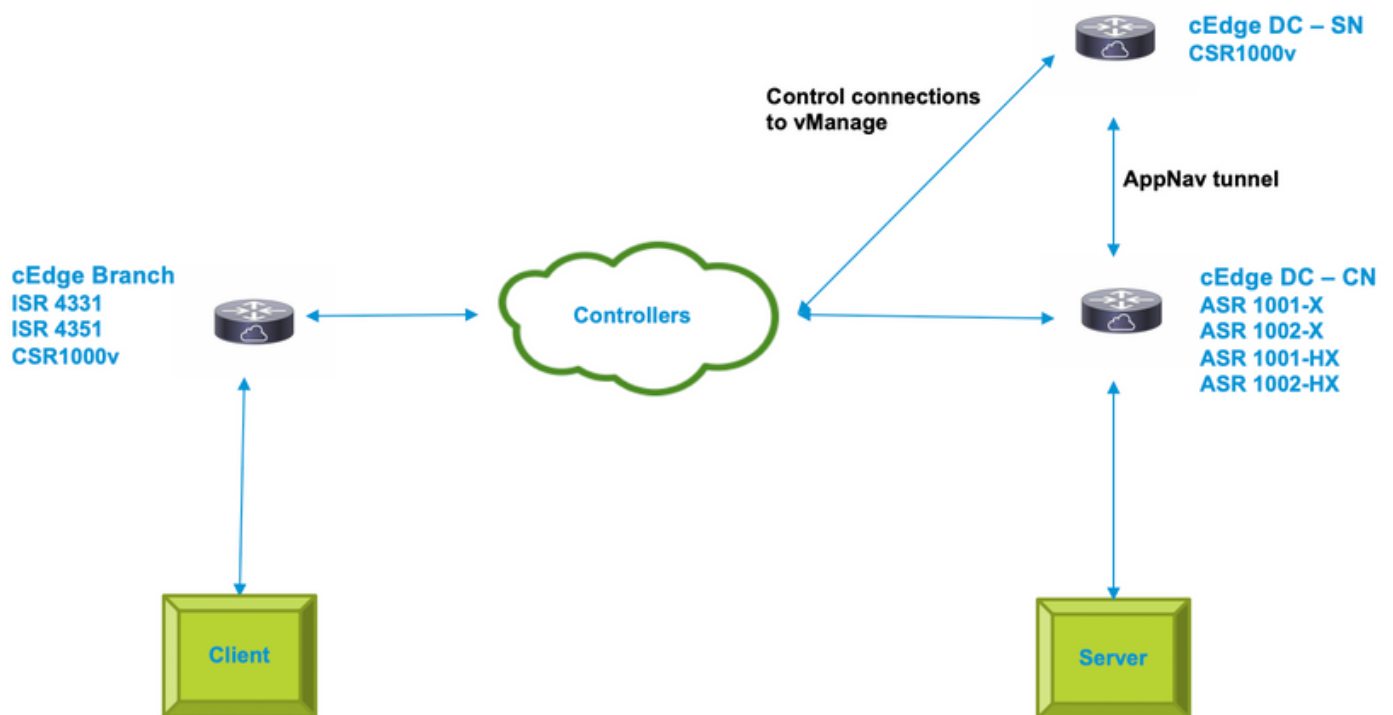 cEdge DC – SN
CSR1000v
Control connections
to vManage
AppNav tunnel
cEdge Branch
ISR 4331
ISR 4351
CSR1000v
Controllers
cEdge DC – CN
ASR 1001-X
ASR 1002-X
ASR 1001-HX
ASR 1002-HX
Client
Server